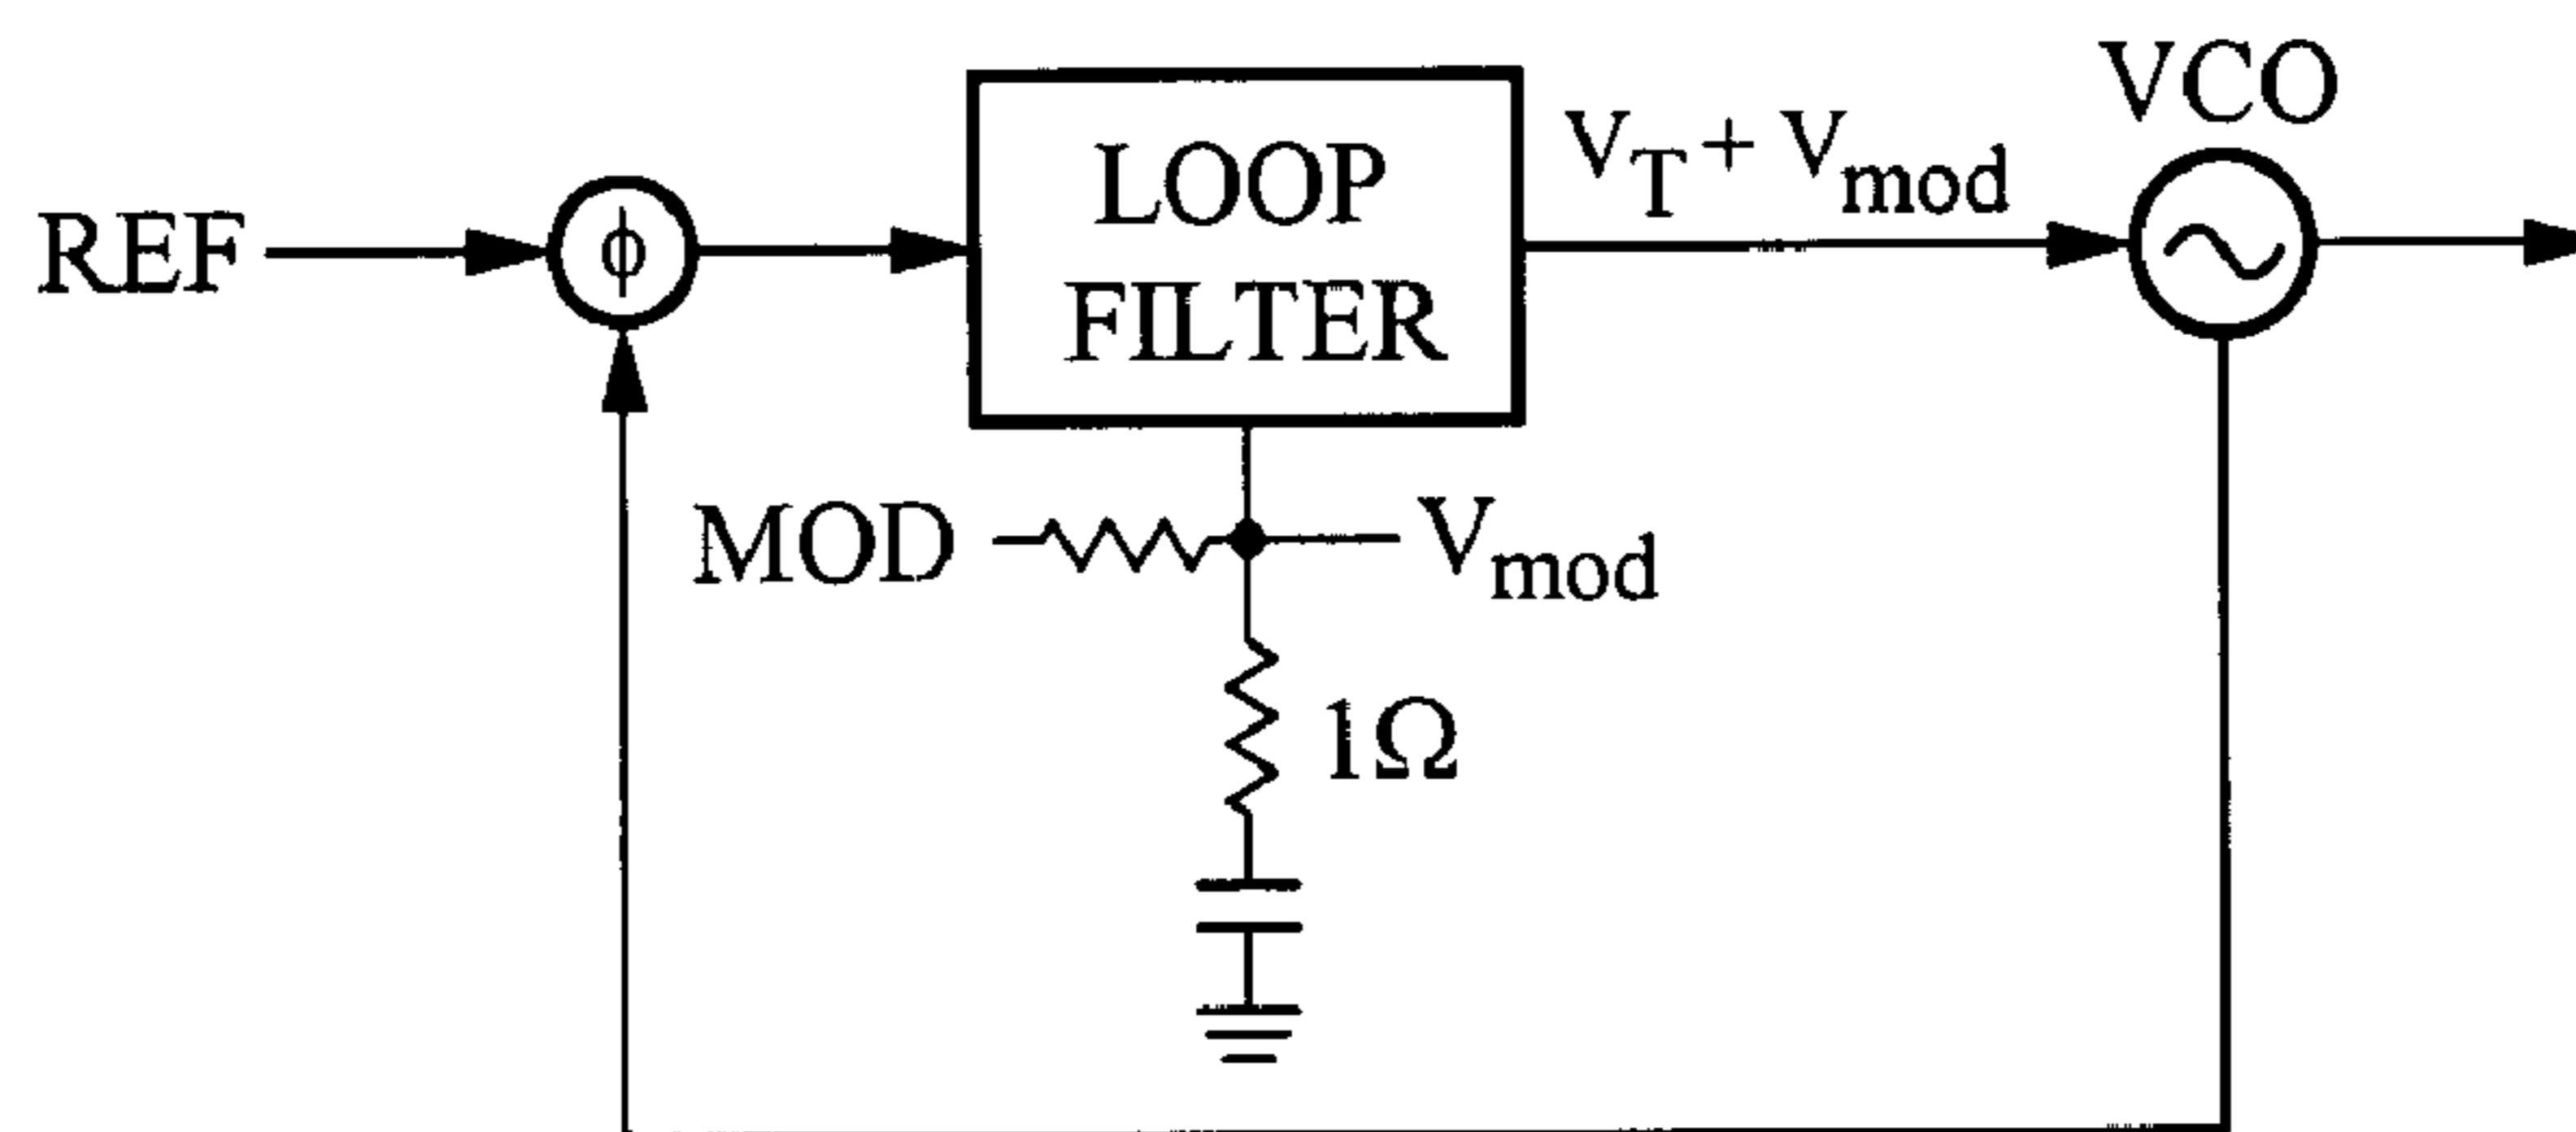 VCO
V_T + V_mod
LOOP
FILTER
REF
ϕ
MOD
V_mod
1Ω